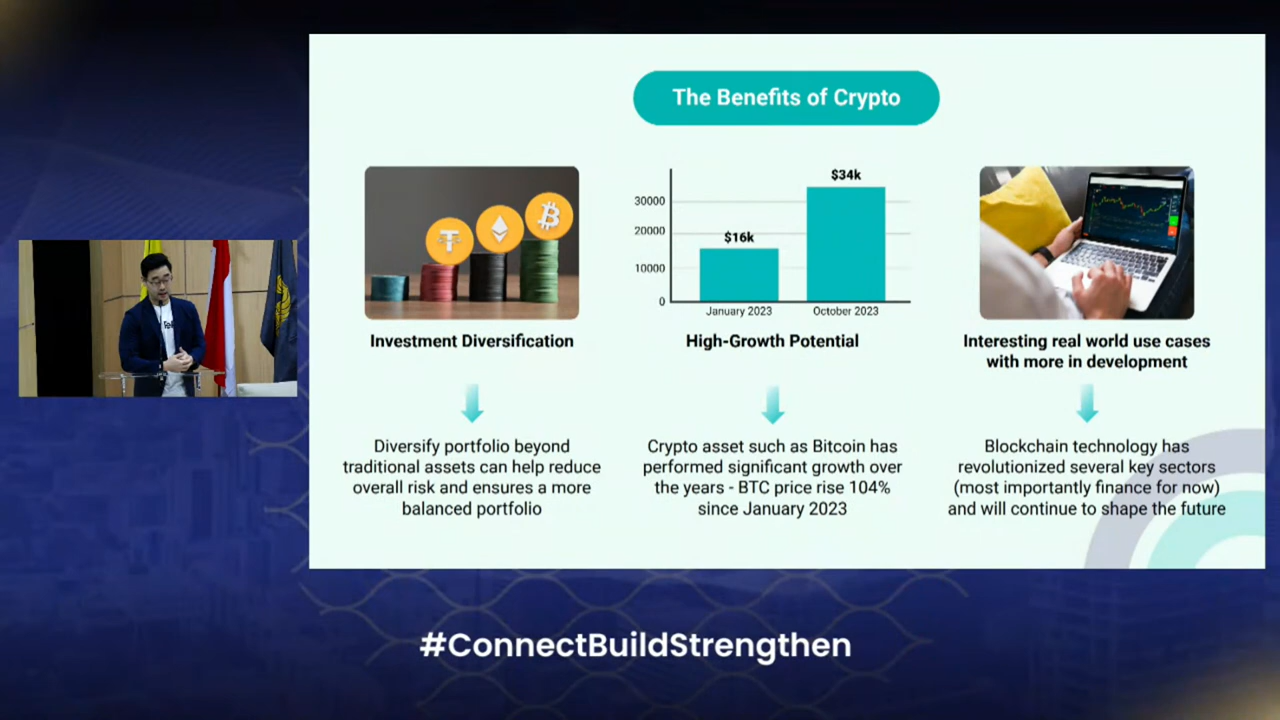 The Benefits of Crypto
$34k
30000
20000
$16k
10000
0
January 2023
October 2023
Investment Diversification
High-Growth Potential
Interesting real world use cases
with more in development
Diversify portfolio beyond
traditional assets can help reduce
overall risk and ensures a more
balanced portfolio
Crypto asset such as Bitcoin has
performed significant growth over
the years - BTC price rise 104%
since January 2023
Blockchain technology has
revolutionized several key sectors
(most importantly finance for now)
and will continue to shape the future
#ConnectBuildStrengthen